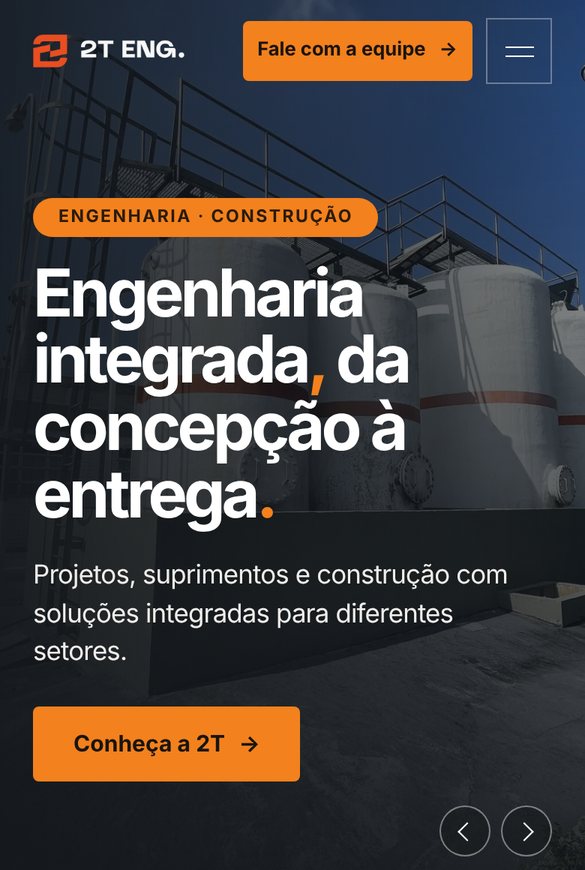 2T ENG.
Fale com a equipe →
ENGENHARIA · CONSTRUÇÃO
Engenharia
integrada, da
concepção à
entrega.
Projetos, suprimentos e construção com
soluções integradas para diferentes
setores.
Conheça a 2T →